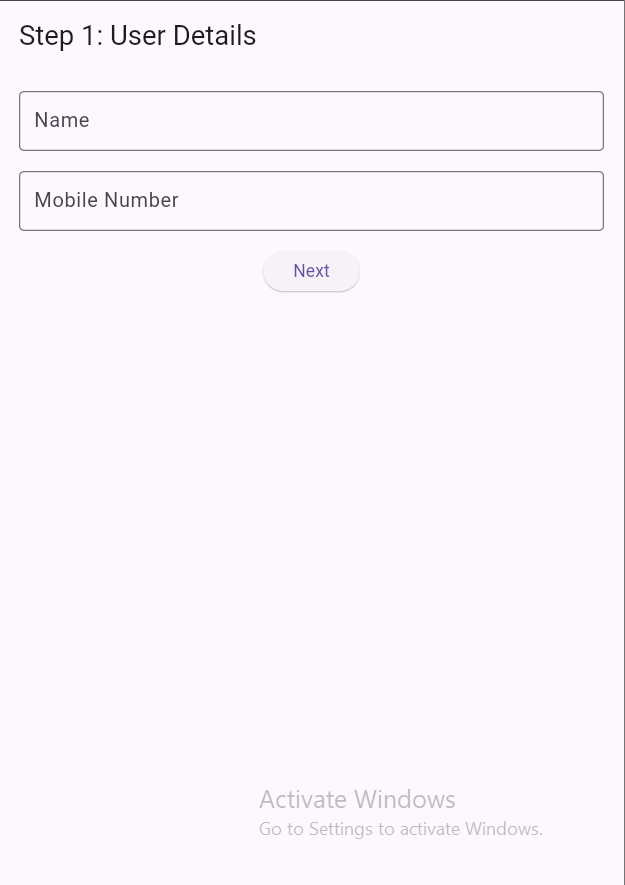 Step 1: User Details
Name
Mobile Number
Next
Activate Windows
Go to Settings to activate Windows.